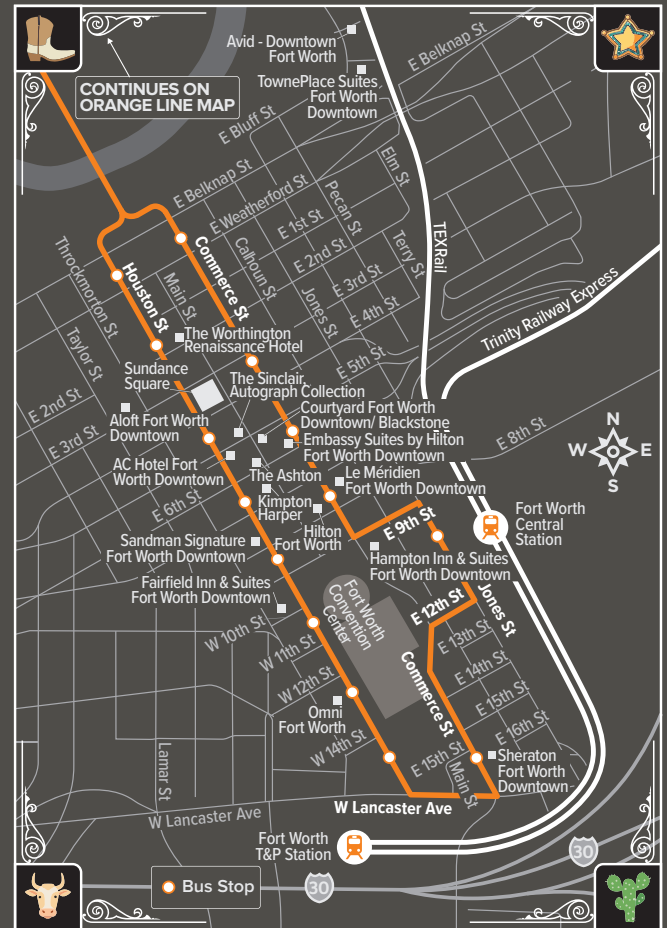 Avid - Downtown
Fort Worth
E Belknap St
TownePlace Suites
Fort Worth
Downtown
CONTINUES ON
ORANGE LINE MAP
E Bluff St
Elm St
E Belknap St
Pecan St
E Weatherford St
E 1st St
TEXRail
Commerce St
Calhoun St
E 2nd St
Terry St
Throckmorton St
Houston St
Main St
E 3rd St
Jones St
Trinity Railway Express
E 4th St
Taylor St
The Worthington
Renaissance Hotel
E 5th St
Sundance
Square
The Sinclair,
Autograph Collection
E 2nd St
Courtyard Fort Worth
Downtown/ Blackstone
Aloft Fort Worth
Downtown
E 3rd St
Embassy Suites by Hilton
Fort Worth Downtown
E 8th St
N
W
E
S
AC Hotel Fort
Worth Downtown
The Ashton
Le Méridien
Fort Worth Downtown
E 6th St
Kimpton
Harper
E 9th St
Fort Worth
Central
Station
Sandman Signature
Fort Worth Downtown
Hilton
Fort Worth
Hampton Inn & Suites
Fort Worth Downtown
Fairfield Inn & Suites
Fort Worth Downtown
Fort Worth
Convention
Center
Jones St
E 12th St
W 10th St
W 11th St
E 13th St
Commerce St
E 14th St
W 12th St
E 15th St
Omni
Fort Worth
E 16th St
W 14th St
E 15th St
Main St
Sheraton
Fort Worth
Downtown
Lamar St
W Lancaster Ave
W Lancaster Ave
Fort Worth
T&P Station
30
Bus Stop
30